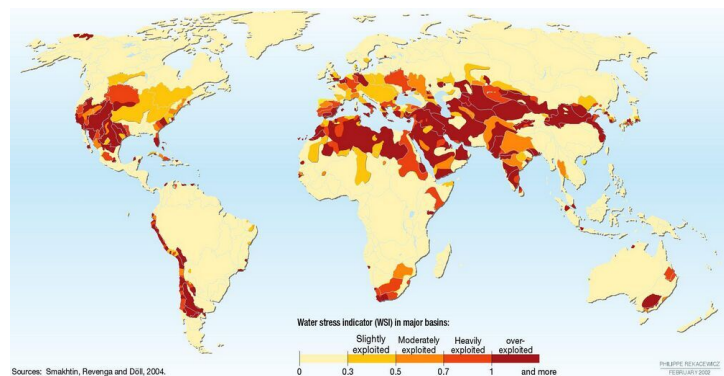 Water stress indicator (WSI) in major basins:
Slightly exploited
Moderately exploited
Heavily exploited
over-exploited
0 0.3 0.5 0.7 1 and more
Sources: Smakhtin, Revenga and Döll, 2004.
PHILIPPE REKACEWICZ
FEBRUARY 2002